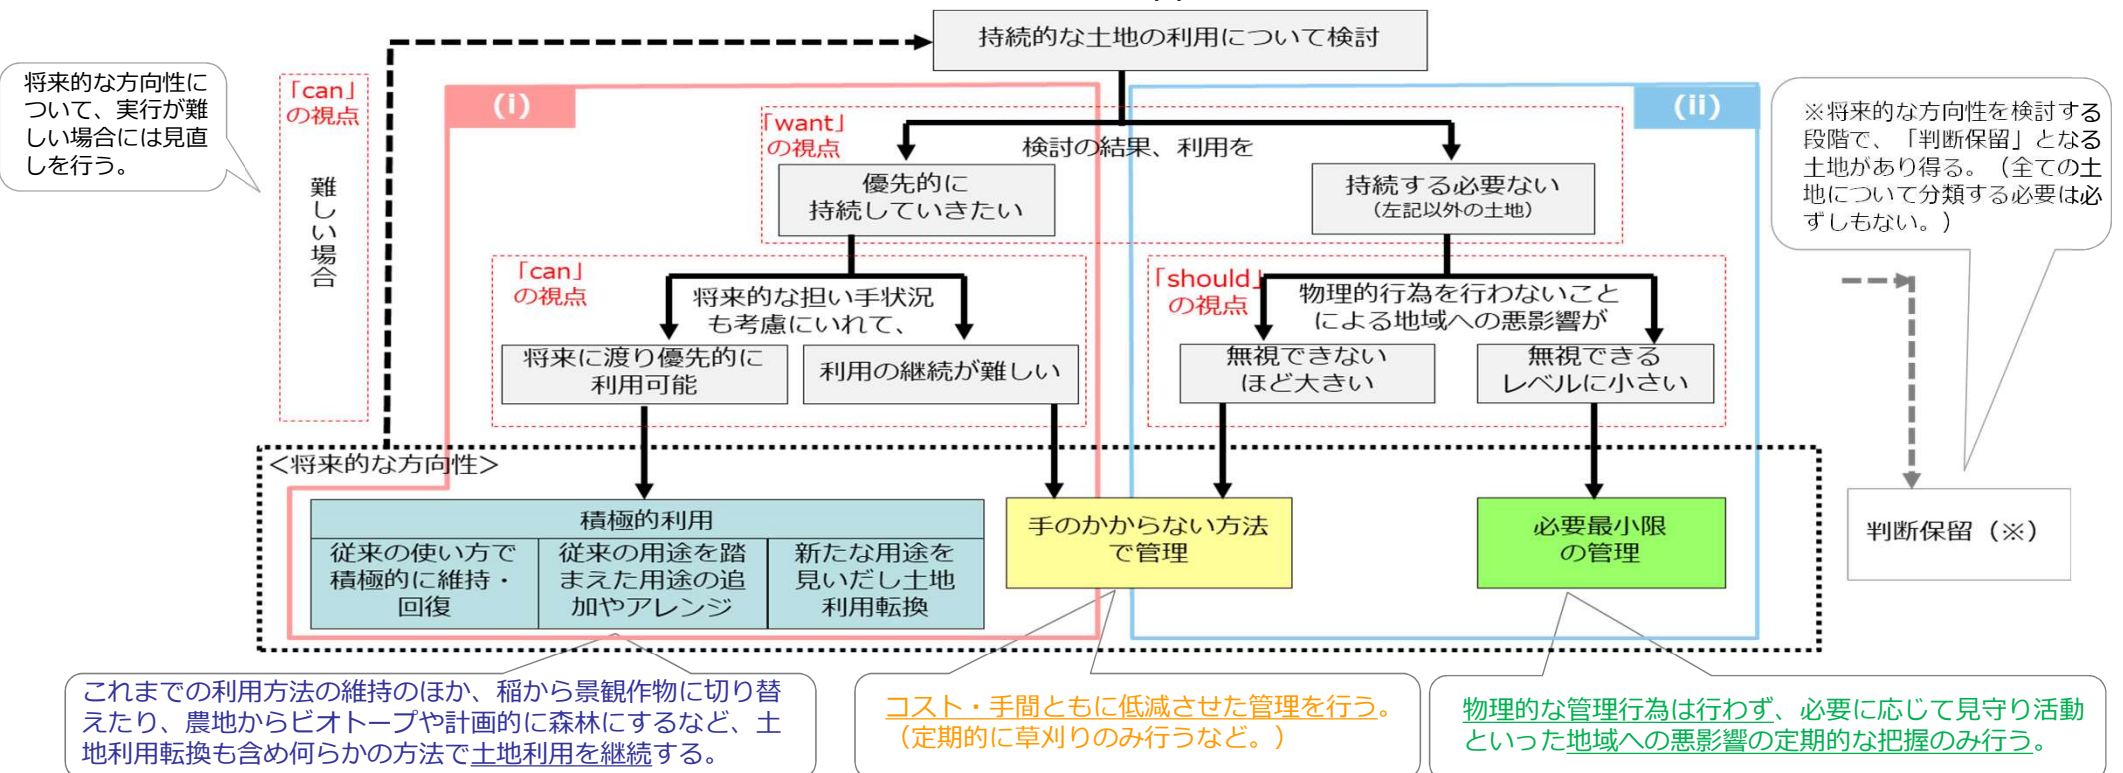 持続的な土地の利用について検討
将来的な方向性に
ついて、実行が難
しい場合には見直
しを行う。
「can」
の視点
難しい場合
(i)
(ii)
「want」
の視点
検討の結果、利用を
優先的に
持続していきたい
持続する必要ない
（左記以外の土地）
※将来的な方向性を検討する
段階で、「判断保留」となる
土地があり得る。（全ての土
地について分類する必要は必
ずしもない。）
「can」
の視点
将来的な担い手状況
も考慮にいれて、
「should」
の視点
物理的行為を行わないこと
による地域への悪影響が
将来に渡り優先的に
利用可能
利用の継続が難しい
無視できない
ほど大きい
無視できる
レベルに小さい
＜将来的な方向性＞
積極的利用
従来の使い方で
積極的に維持・
回復
従来の用途を踏
まえた用途の追
加やアレンジ
新たな用途を
見いだし土地
利用転換
手のかからない方法
で管理
必要最小限
の管理
判断保留（※）
これまでの利用方法の維持のほか、稲から景観作物に切り替
えたり、農地からビオトープや計画的に森林にするなど、土
地利用転換も含め何らかの方法で土地利用を継続する。
コスト・手間ともに低減させた管理を行う。
（定期的に草刈りのみ行うなど。）
物理的な管理行為は行わず、必要に応じて見守り活動
といった地域への悪影響の定期的な把握のみ行う。